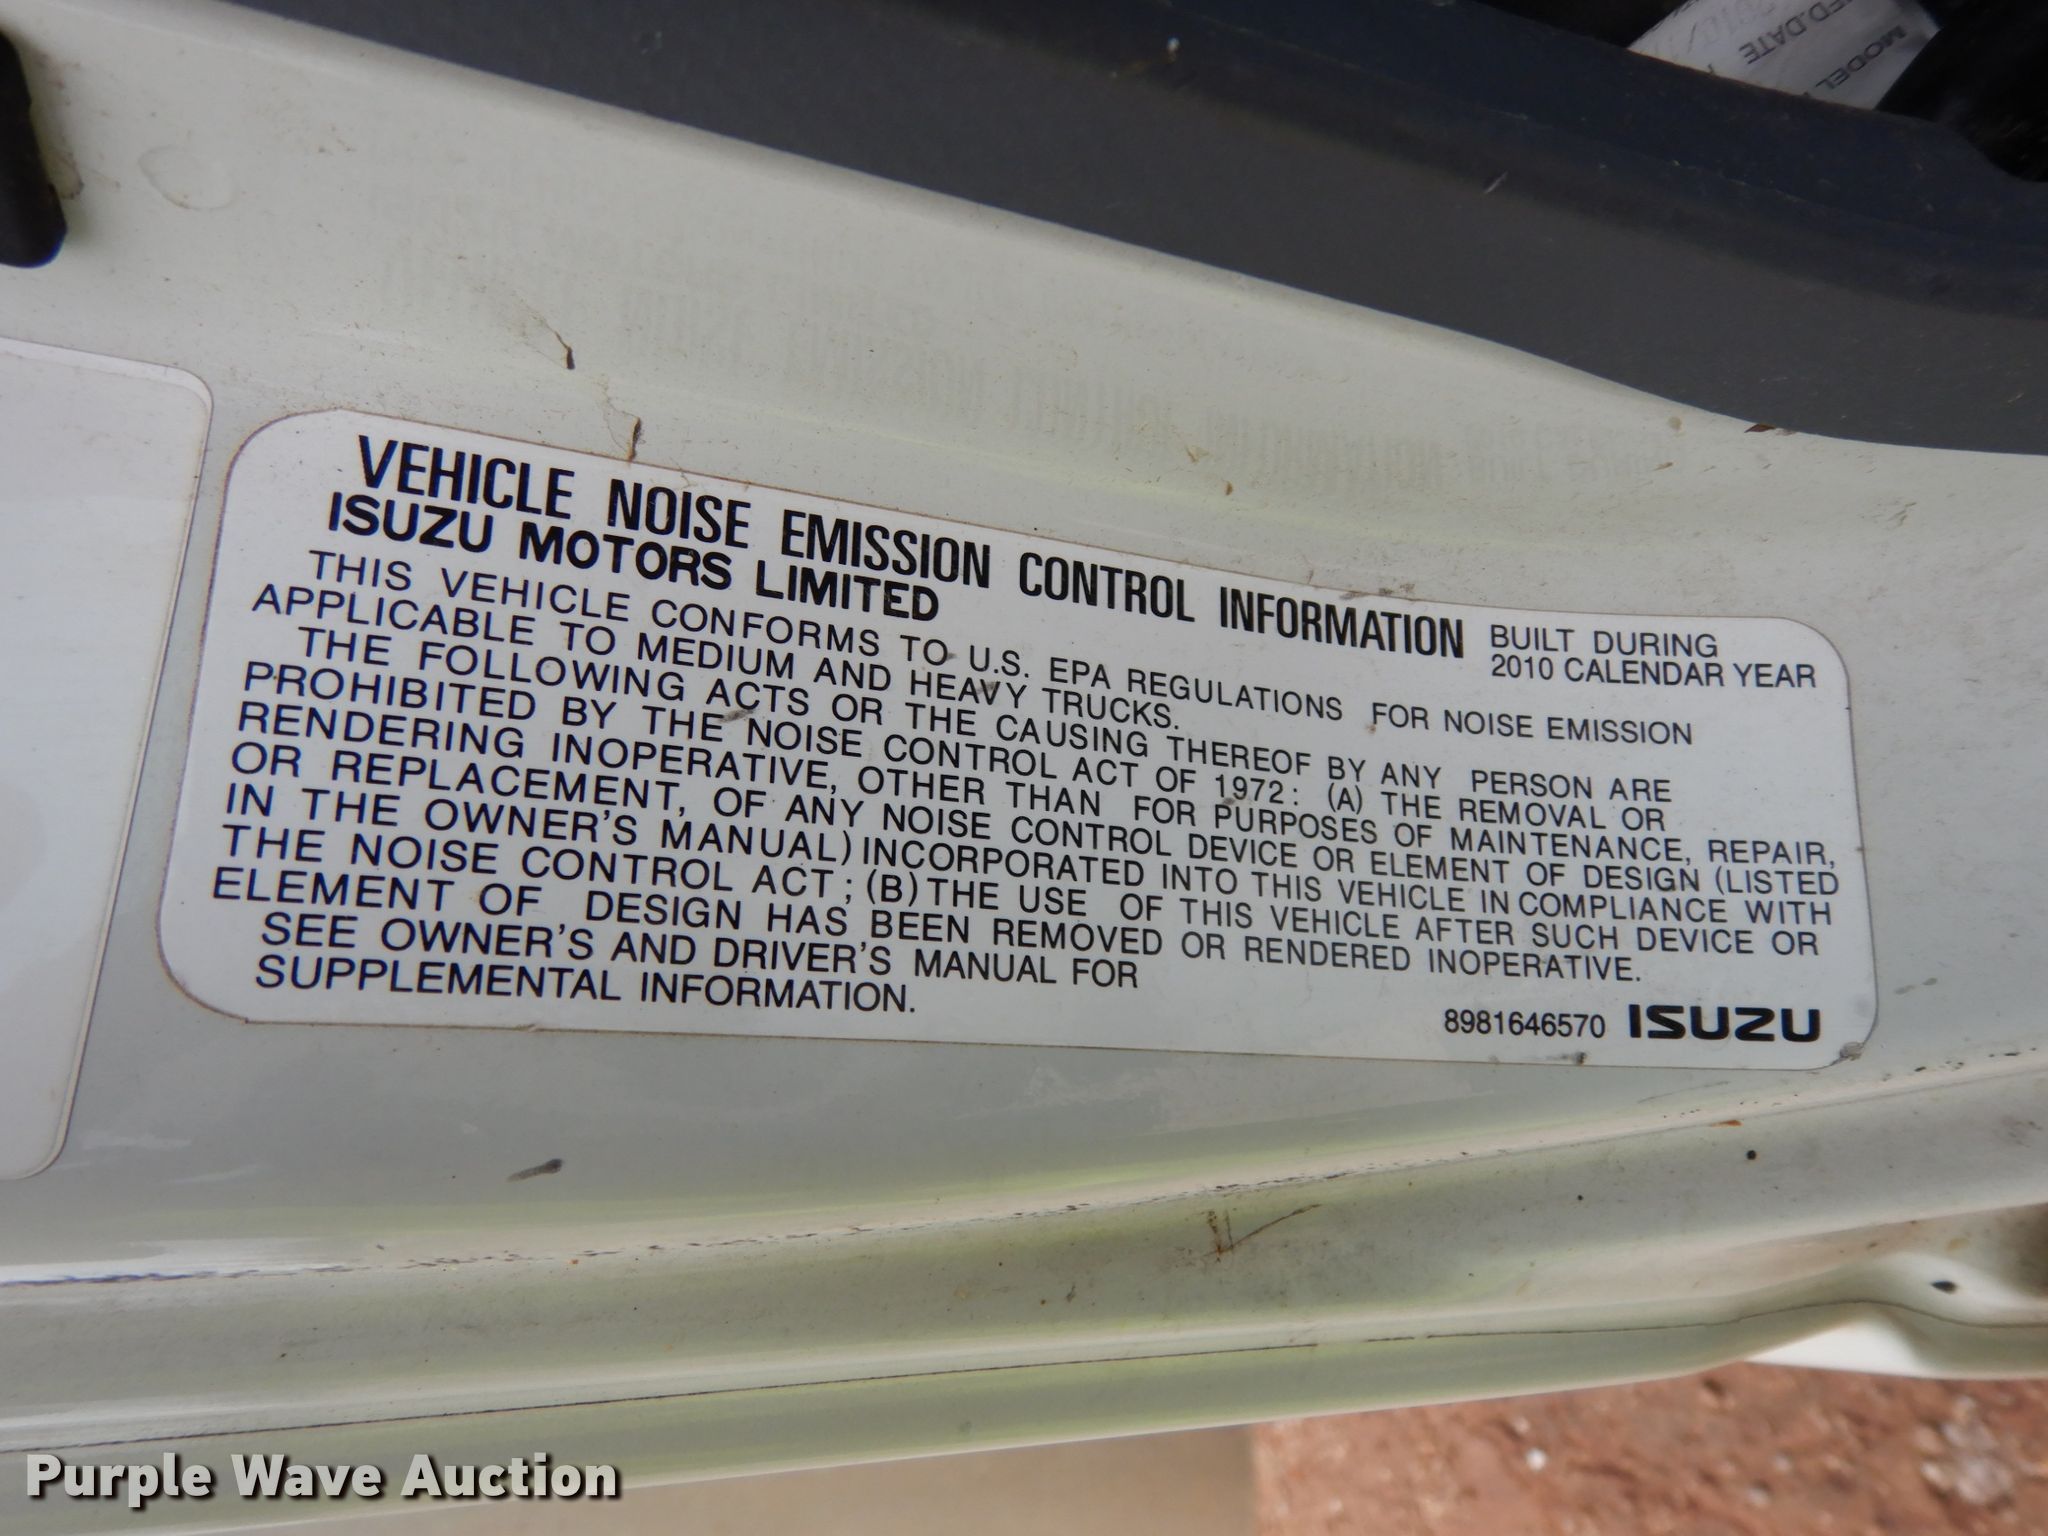 MODEL
MFD.DATE
VEHICLE NOISE EMISSION CONTROL INFORMATION
BUILT DURING
2010 CALENDAR YEAR
ISUZU MOTORS LIMITED
THIS VEHICLE CONFORMS TO U.S. EPA REGULATIONS FOR NOISE EMISSION
APPLICABLE TO MEDIUM AND HEAVY TRUCKS.
THE FOLLOWING ACTS OR THE CAUSING THEREOF BY ANY PERSON ARE
PROHIBITED BY THE NOISE CONTROL ACT OF 1972: (A) THE REMOVAL OR
RENDERING INOPERATIVE, OTHER THAN FOR PURPOSES OF MAINTENANCE, REPAIR,
OR REPLACEMENT, OF ANY NOISE CONTROL DEVICE OR ELEMENT OF DESIGN (LISTED
IN THE OWNER'S MANUAL) INCORPORATED INTO THIS VEHICLE IN COMPLIANCE WITH
THE NOISE CONTROL ACT; (B) THE USE OF THIS VEHICLE AFTER SUCH DEVICE OR
ELEMENT OF DESIGN HAS BEEN REMOVED OR RENDERED INOPERATIVE.
SEE OWNER'S AND DRIVER'S MANUAL FOR
SUPPLEMENTAL INFORMATION.
8981646570 ISUZU
Purple Wave Auction